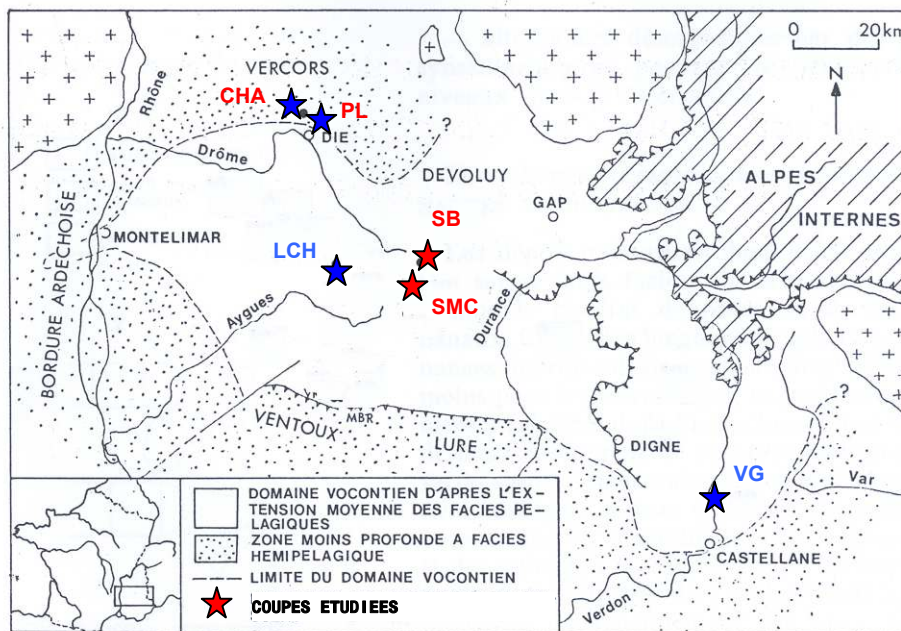 0 20 km
VERCORS
N
CHA
PL
Rhône
DIE
?
Drôme
DEVOLUY
ALPES
GAP
INTERNES
SB
MONTELIMAR
LCH
SMC
Durance
Aygues
BORDURE ARDECHOISE
?
VENTOUX
MBR.
LURE
DIGNE
VG
Var
CASTELLANE
Verdon
DOMAINE VOCONTIEN D'APRES L'EX-
TENSION MOYENNE DES FACIES PE-
LAGIQUES
ZONE MOINS PROFONDE A FACIES
HEMIPELAGIQUE
LIMITE DU DOMAINE VOCONTIEN
COUPES ETUDIEES